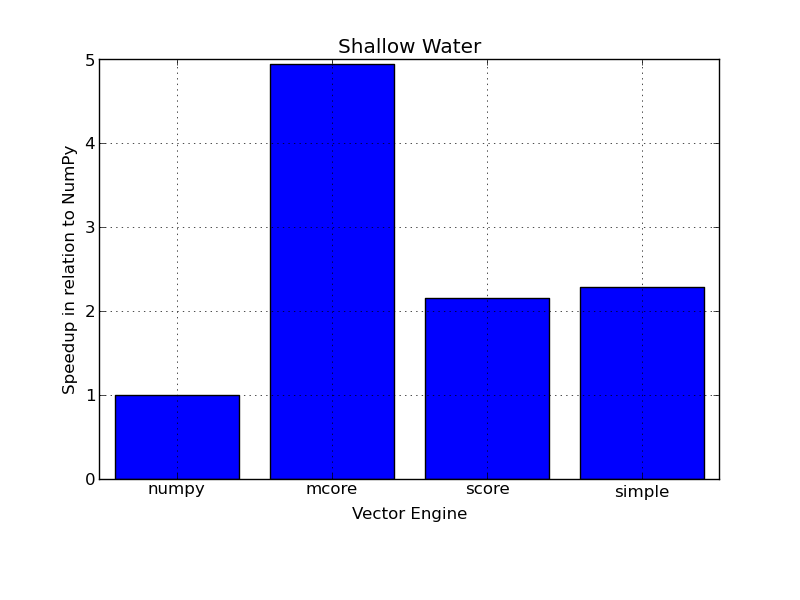 Shallow Water
Speedup in relation to NumPy
5
4
3
2
1
0
numpy mcore score simple
Vector Engine